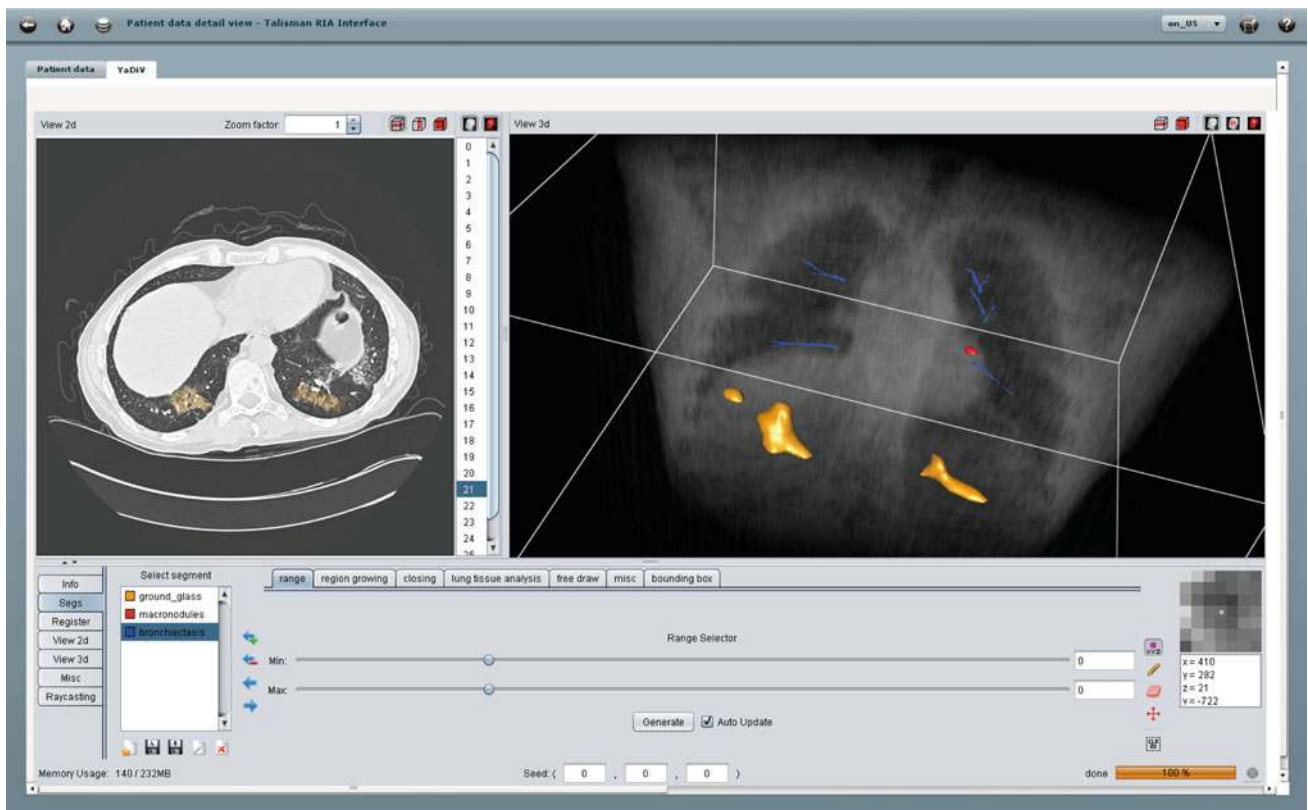 Patient data detail view - Talisman RIA Interface
en_US
Patient data
YaDiV
View 2d
Zoom factor:
1
View 3d
0
1
2
3
4
5
6
7
8
9
10
11
12
13
14
15
16
17
18
19
20
21
22
23
24
Info
Segs
Register
View 2d
View 3d
Misc
Raycasting
Select segment
ground_glass
macronodules
bronchiectasis
range
region growing
closing
lung tissue analysis
free draw
misc
bounding box
Range Selector
Min:
0
Max:
0
Generate
Auto Update
XYZ
x = 410
y = 282
z = 21
v = -722
Memory Usage: 140 / 232MB
Seed: ( 0 , 0 , 0 )
done
100 %